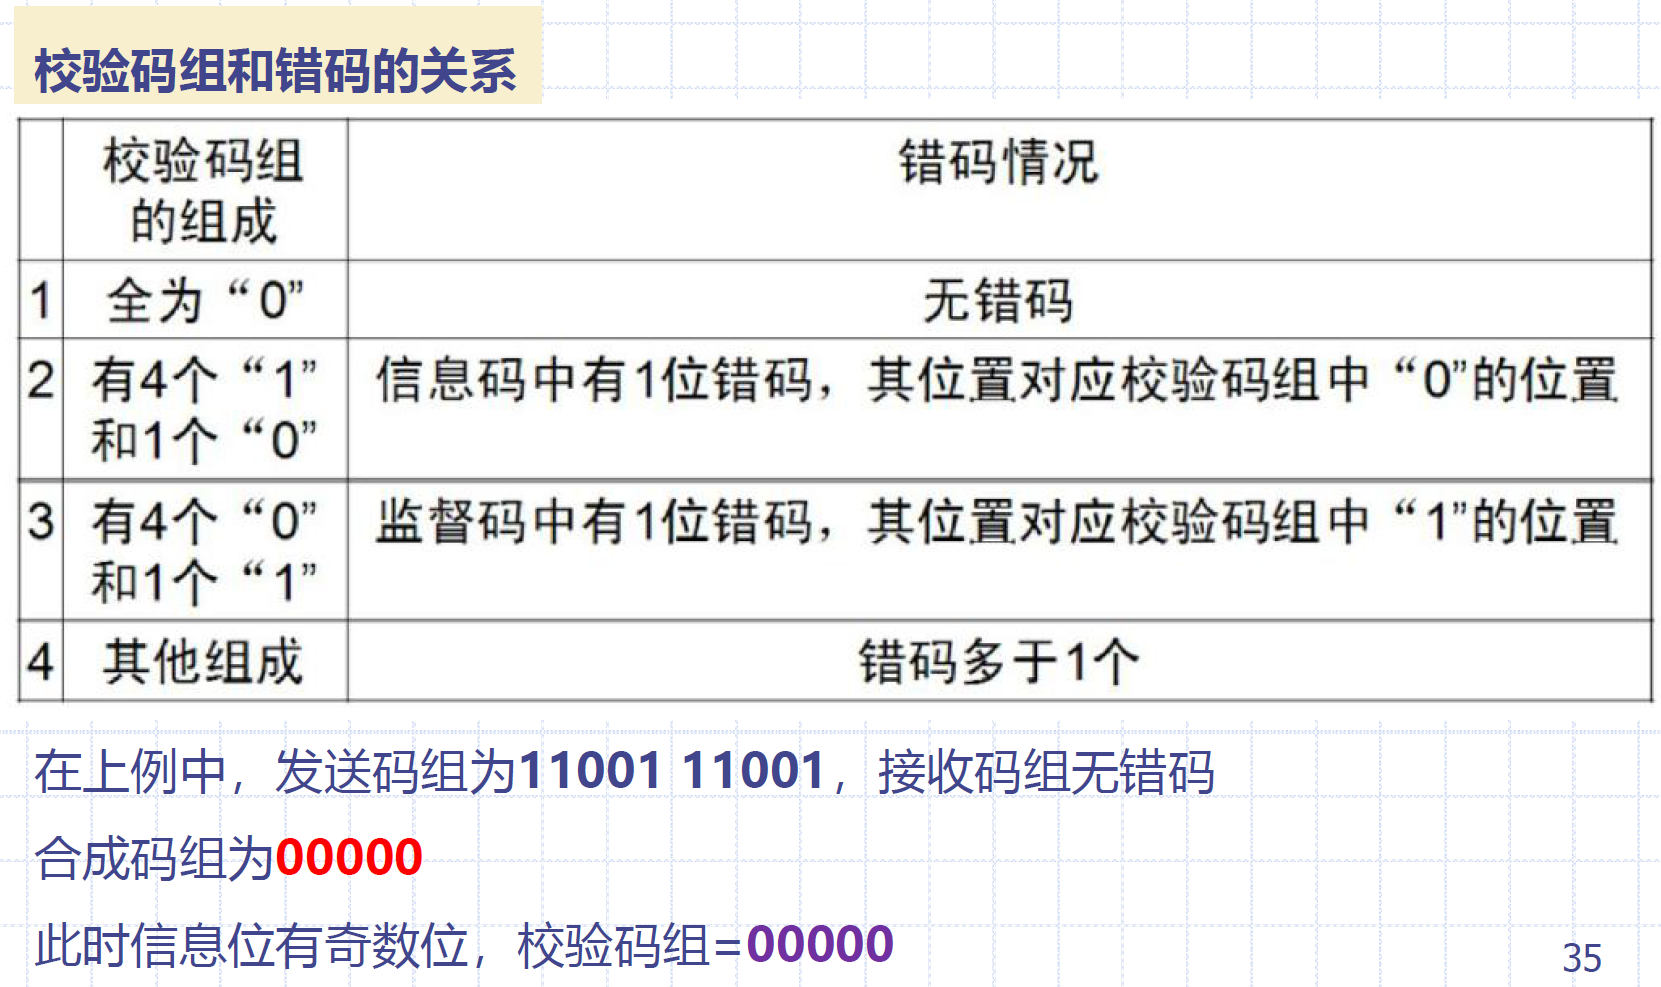 校验码组和错码的关系
校验码组的组成 错码情况
1 全为“0” 无错码
2 有4个“1” 信息码中有1位错码，其位置对应校验码组中“0”的位置
和1个“0”
3 有4个“0” 监督码中有1位错码，其位置对应校验码组中“1”的位置
和1个“1”
4 其他组成 错码多于1个
在上例中，发送码组为11001 11001，接收码组无错码
合成码组为00000
此时信息位有奇数位，校验码组=00000
35